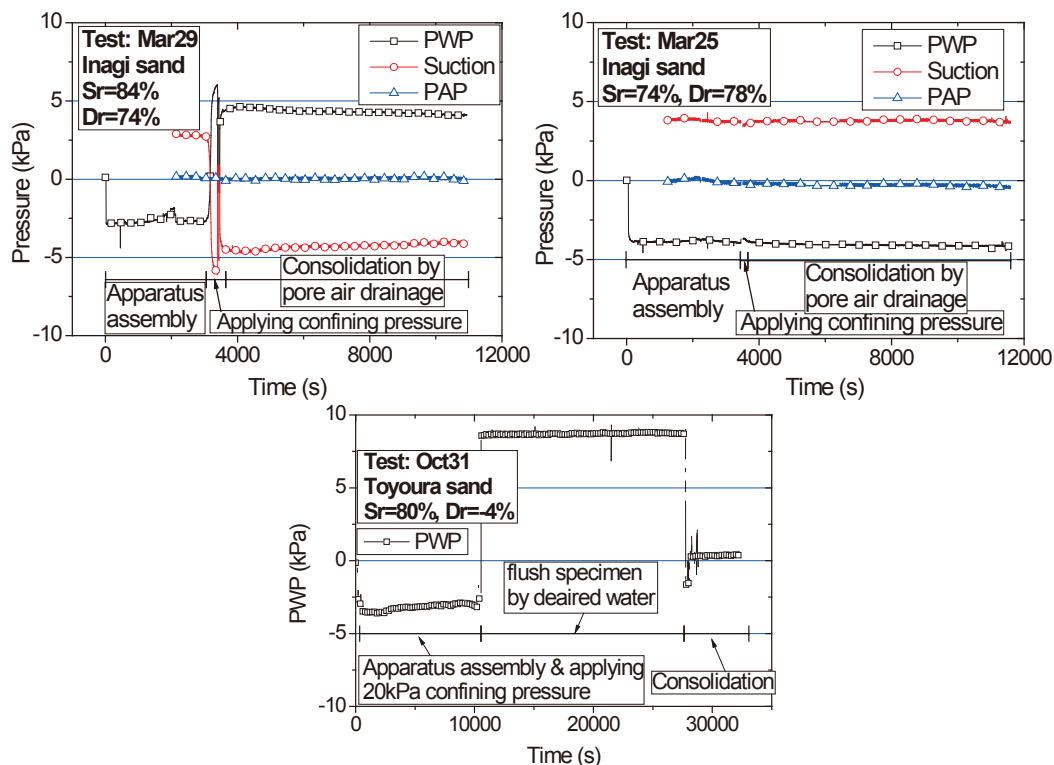 10
5
0
-5
-10
Pressure (kPa)
Test: Mar29
Inagi sand
Sr=84%
Dr=74%
PWP
Suction
PAP
Apparatus
assembly
Consolidation by
pore air drainage
Applying confining pressure
0 4000 8000 12000
Time (s)
10
5
0
-5
-10
Pressure (kPa)
Test: Mar25
Inagi sand
Sr=74%, Dr=78%
PWP
Suction
PAP
Apparatus
assembly
Consolidation by
pore air drainage
Applying confining pressure
0 4000 8000 12000
Time (s)
10
5
0
-5
-10
PWP (kPa)
Test: Oct31
Toyoura sand
Sr=80%, Dr=-4%
PWP
flush specimen
by deaired water
Apparatus assembly & applying
20kPa confining pressure
Consolidation
0 10000 20000 30000
Time (s)